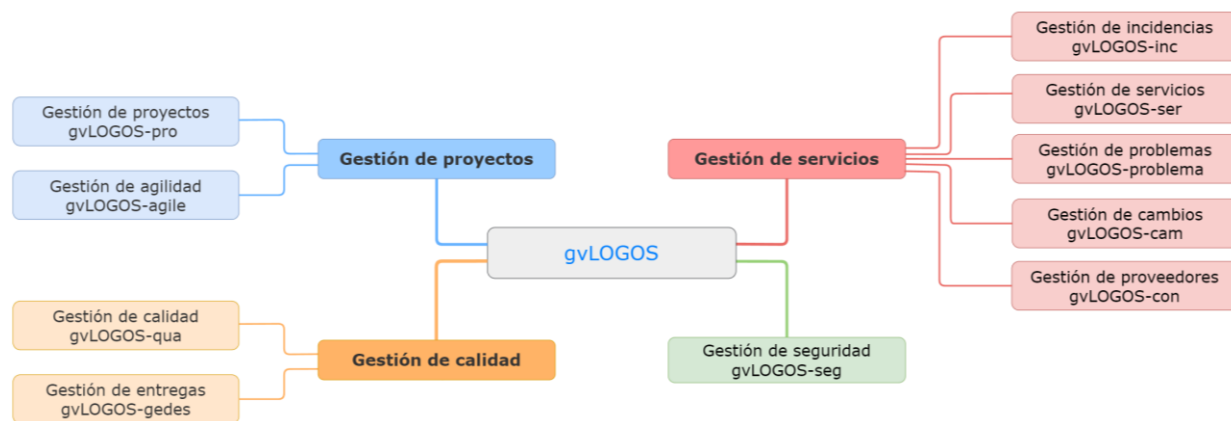 Gestión de proyectos
gvLOGOS-pro
Gestión de agilidad
gvLOGOS-agile
Gestión de proyectos
Gestión de calidad
gvLOGOS-qua
Gestión de entregas
gvLOGOS-gedes
Gestión de calidad
gvLOGOS
Gestión de servicios
Gestión de incidencias
gvLOGOS-inc
Gestión de servicios
gvLOGOS-ser
Gestión de problemas
gvLOGOS-problema
Gestión de cambios
gvLOGOS-cam
Gestión de proveedores
gvLOGOS-con
Gestión de seguridad
gvLOGOS-seg